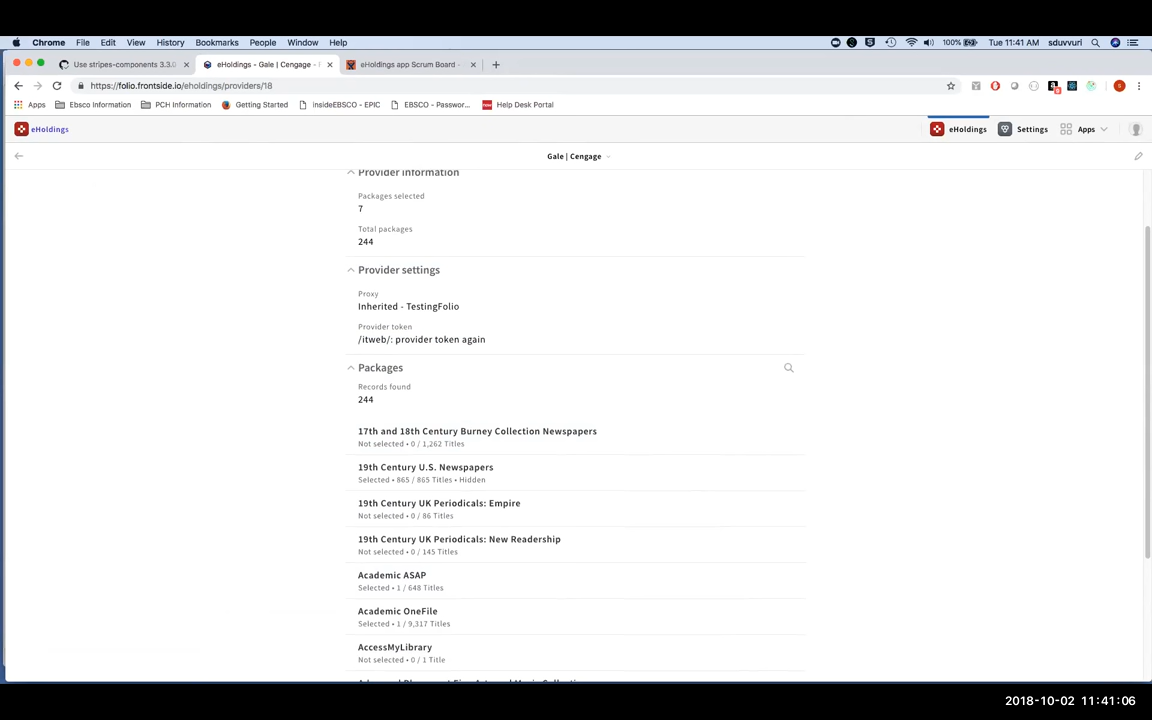 Chrome File Edit View History Bookmarks People Window Help 100% Tue 11:41 AM sduvvuri
Use stripes-components 3.3.0 eHoldings - Gale | Cengage - eHoldings app Scrum Board -
https://folio.frontside.io/eholdings/providers/18
Apps Ebsco Information PCH Information Getting Started insideEBSCO - EPIC EBSCO - Passwor... Help Desk Portal
eHoldings eHoldings Settings Apps
Gale | Cengage
Provider information
Packages selected
7
Total packages
244
Provider settings
Proxy
Inherited - TestingFolio
Provider token
/itweb/: provider token again
Packages
Records found
244
17th and 18th Century Burney Collection Newspapers
Not selected • 0 / 1,262 Titles
19th Century U.S. Newspapers
Selected • 865 / 865 Titles • Hidden
19th Century UK Periodicals: Empire
Not selected • 0 / 86 Titles
19th Century UK Periodicals: New Readership
Not selected • 0 / 145 Titles
Academic ASAP
Selected • 1 / 648 Titles
Academic OneFile
Selected • 1 / 9,317 Titles
AccessMyLibrary
Not selected • 0 / 1 Title
2018-10-02 11:41:06